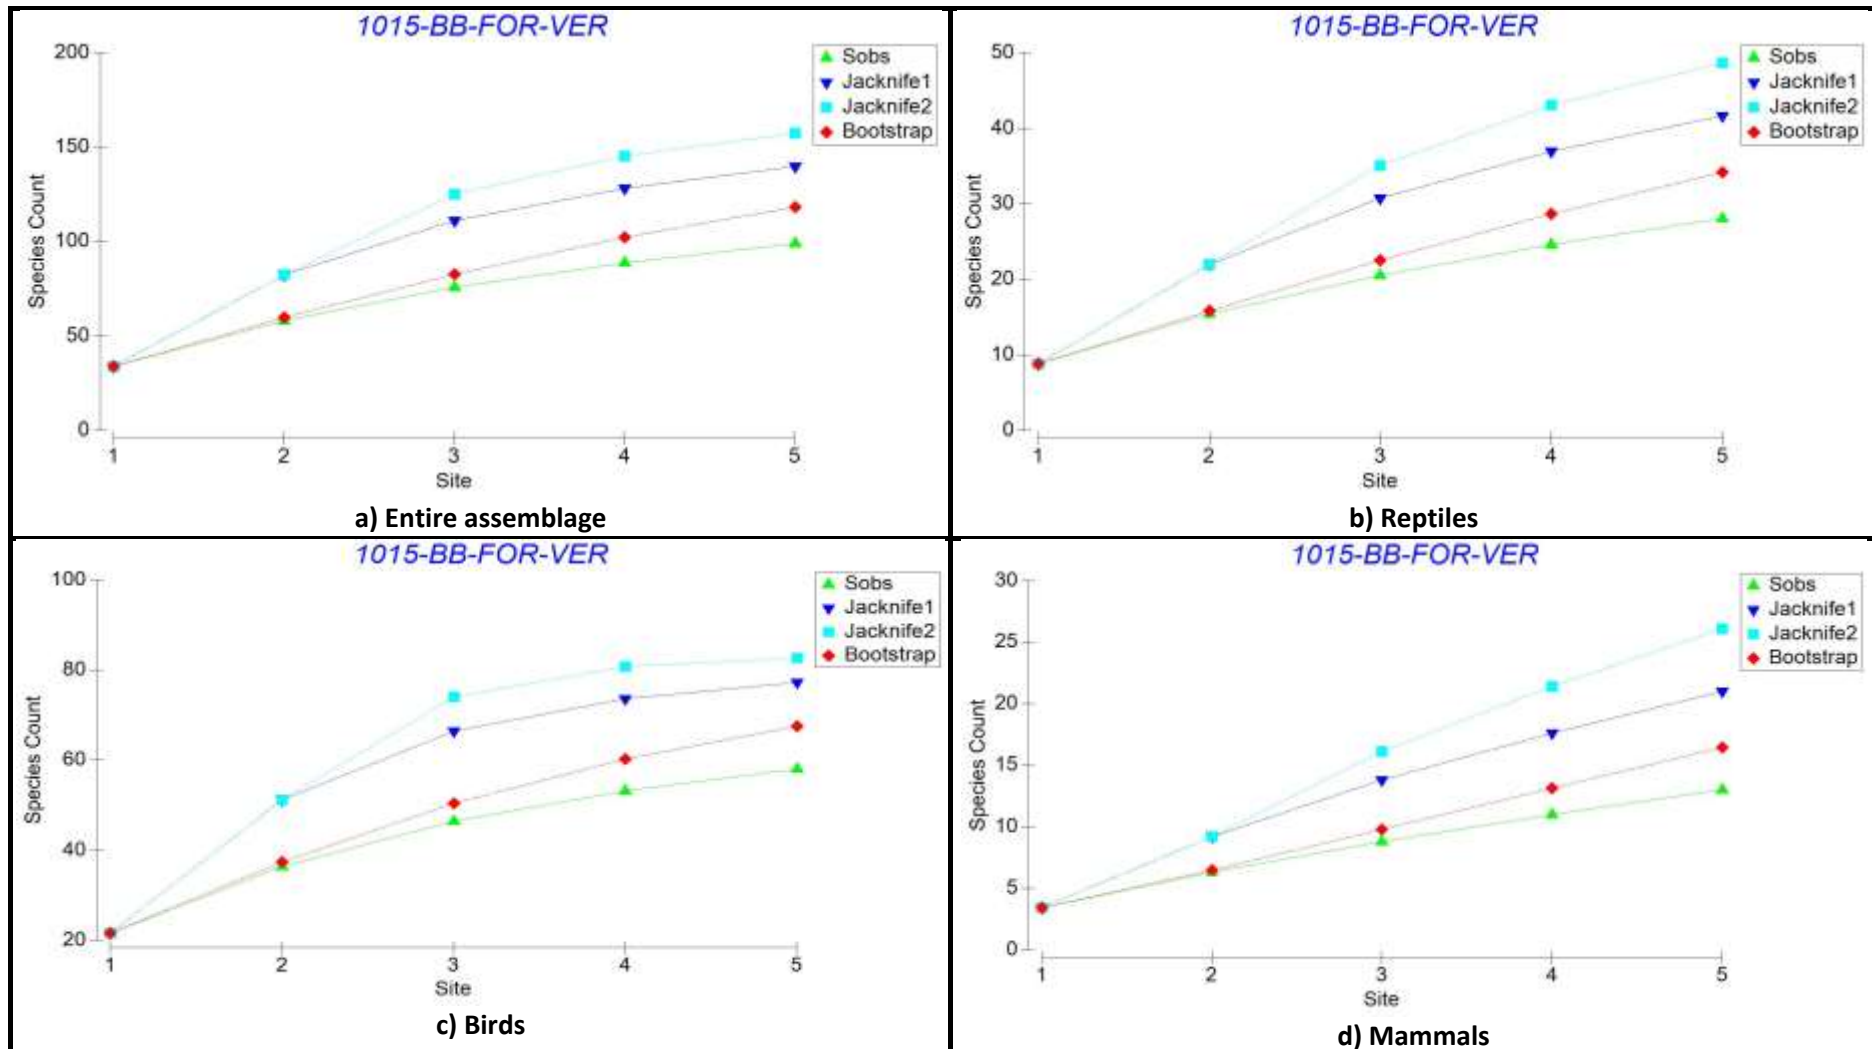 1015-BB-FOR-VER
200
150
100
50
0
Species Count
Sobs
Jacknife1
Jacknife2
Bootstrap
1 2 3 4 5
Site
a) Entire assemblage
1015-BB-FOR-VER
50
40
30
20
10
0
Species Count
Sobs
Jacknife1
Jacknife2
Bootstrap
1 2 3 4 5
Site
b) Reptiles
1015-BB-FOR-VER
100
80
60
40
20
Species Count
Sobs
Jacknife1
Jacknife2
Bootstrap
1 2 3 4 5
Site
c) Birds
1015-BB-FOR-VER
30
25
20
15
10
5
0
Species Count
Sobs
Jacknife1
Jacknife2
Bootstrap
1 2 3 4 5
Site
d) Mammals